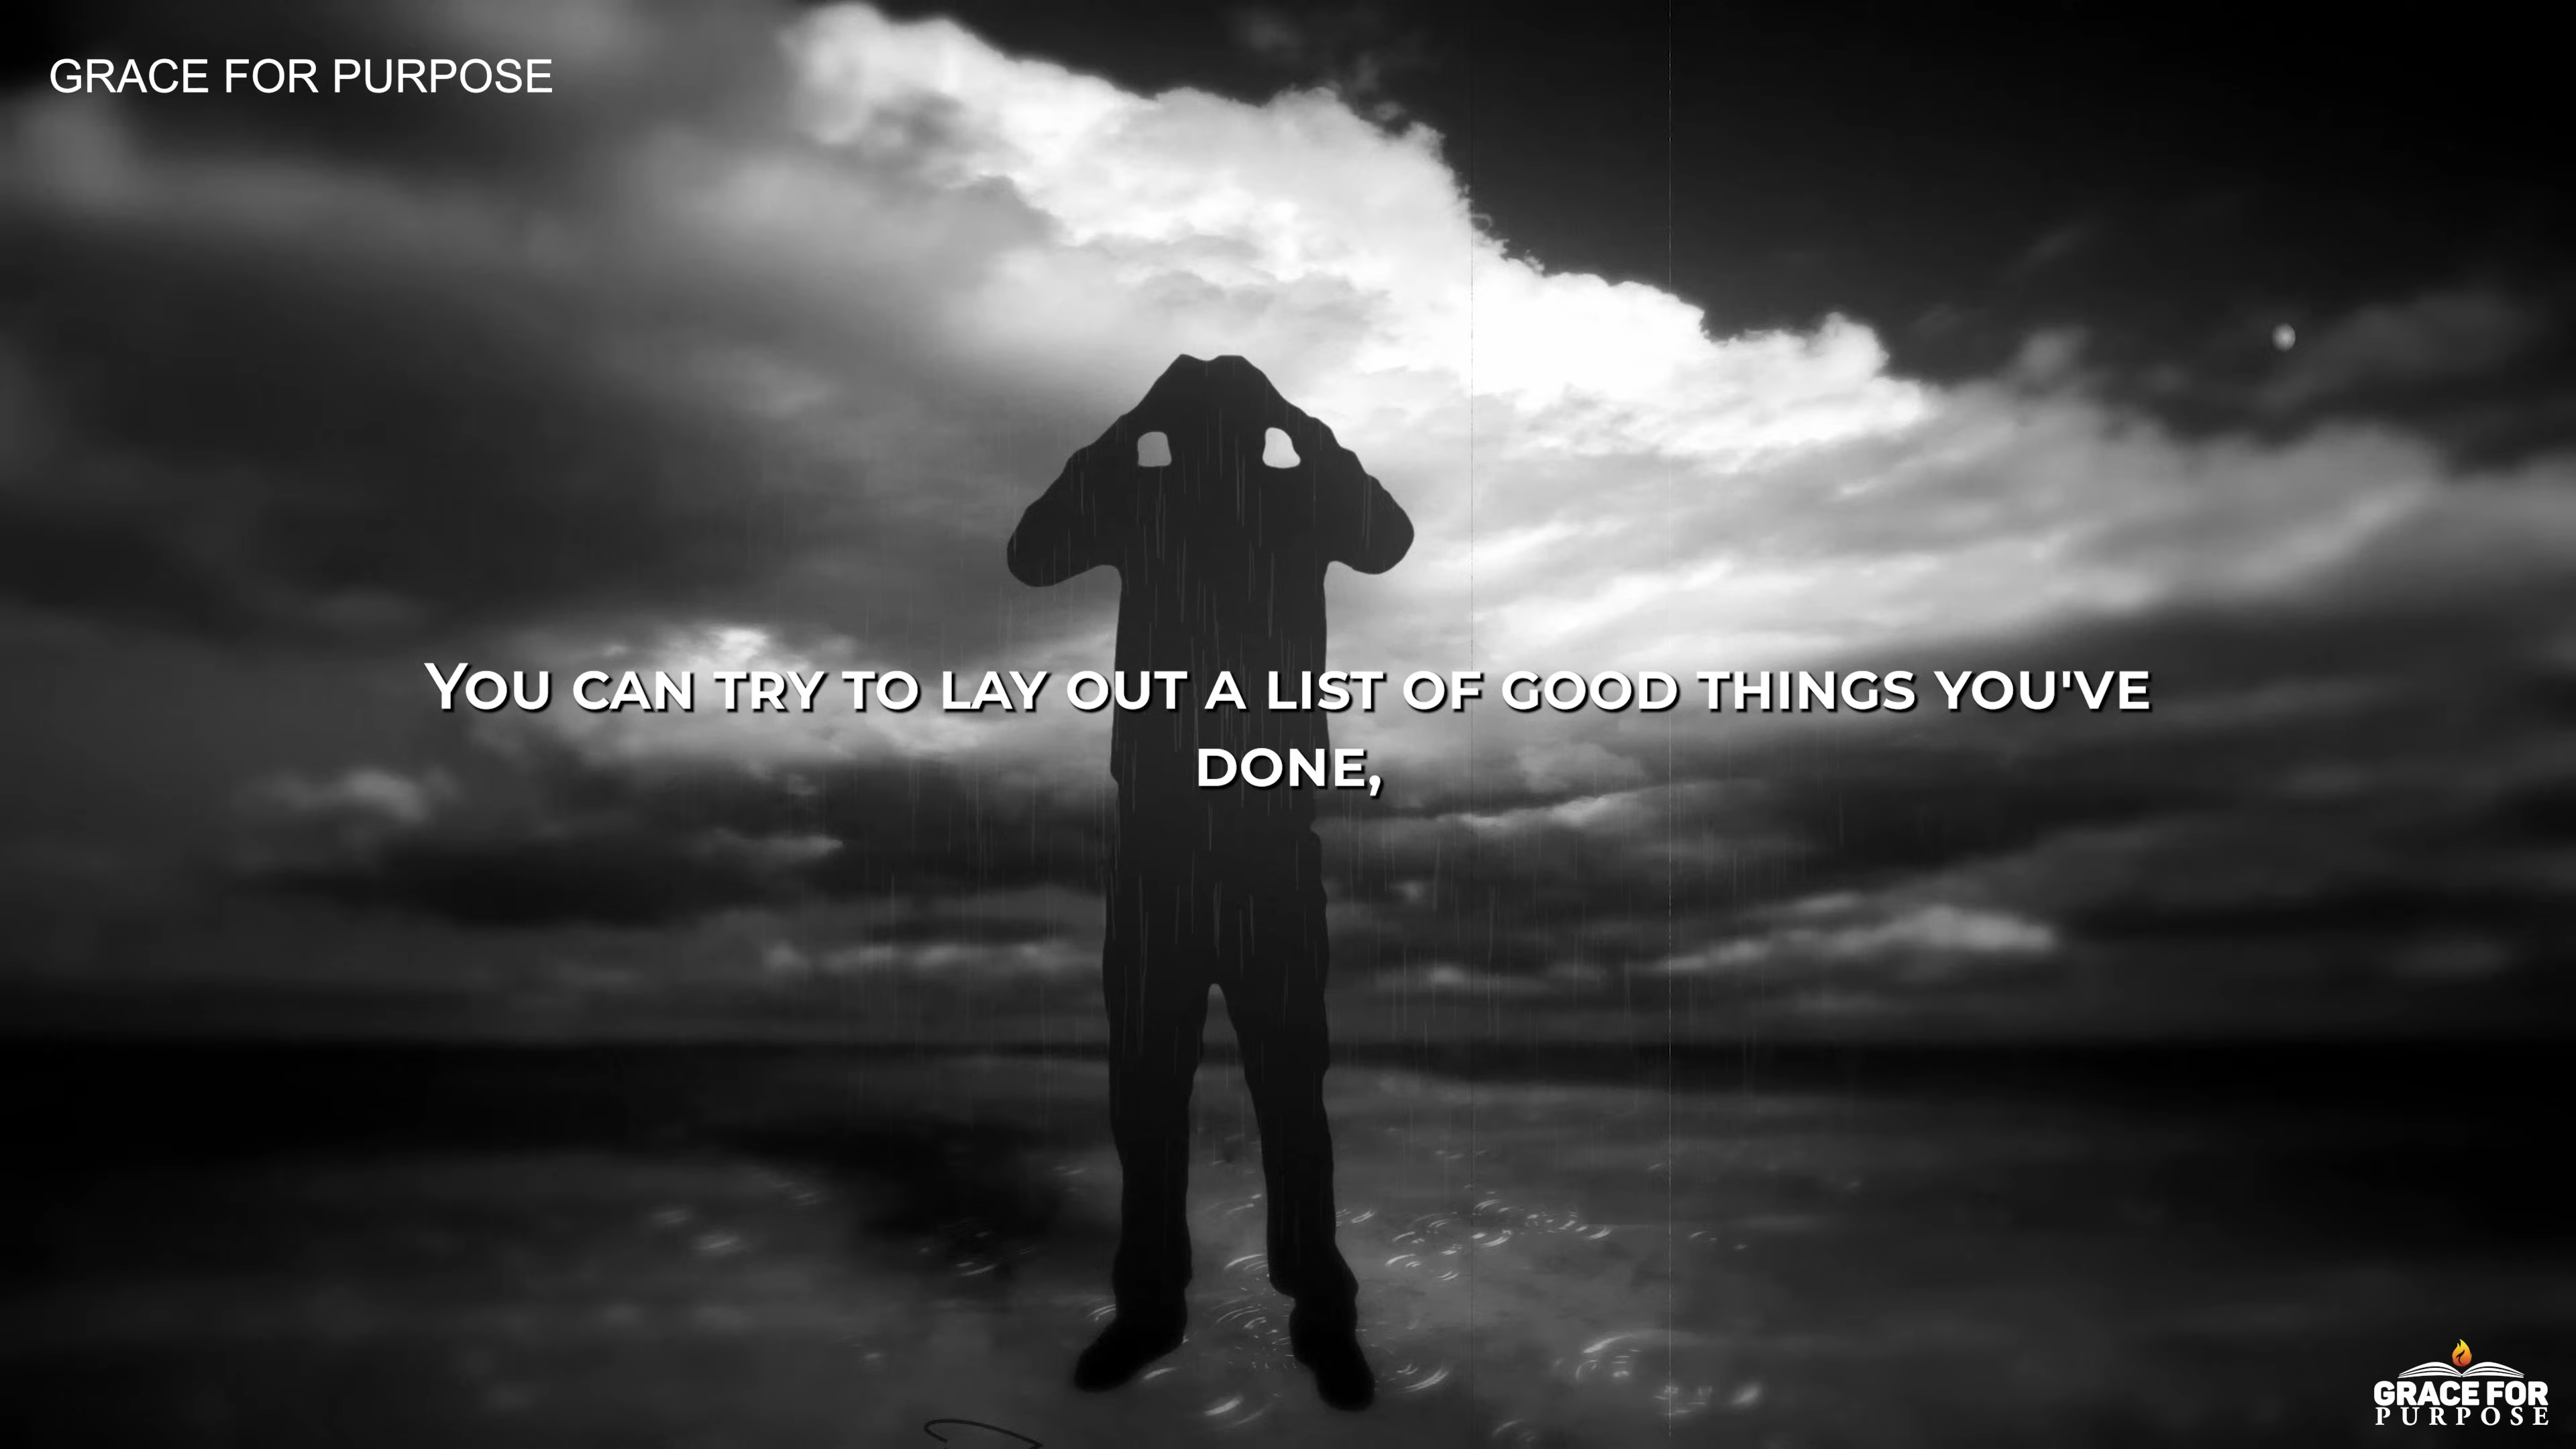 GRACE FOR PURPOSE
YOU CAN TRY TO LAY OUT A LIST OF GOOD THINGS YOU'VE
DONE,
GRACE FOR
PURPOSE